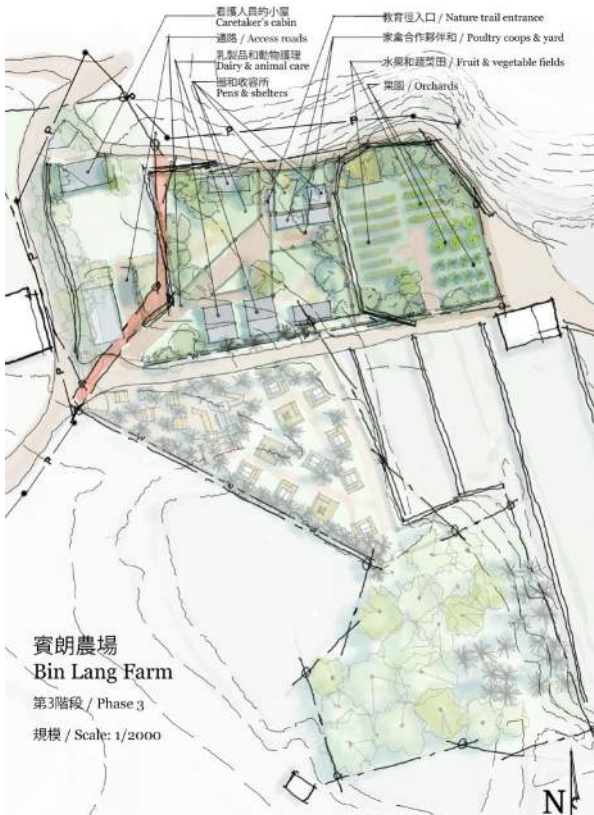 看護人員的小屋
Caretaker's cabin
通路 / Access roads
乳製品和動物護理
Dairy & animal care
圈和收容所
Pens & shelters
教育徑入口 / Nature trail entrance
家禽合作夥伴和 / Poultry coops & yard
水果和蔬菜田 / Fruit & vegetable fields
果園 / Orchards
P
P
P
P
P
P
賓朗農場
Bin Lang Farm
第3階段 / Phase 3
規模 / Scale: 1/2000
N